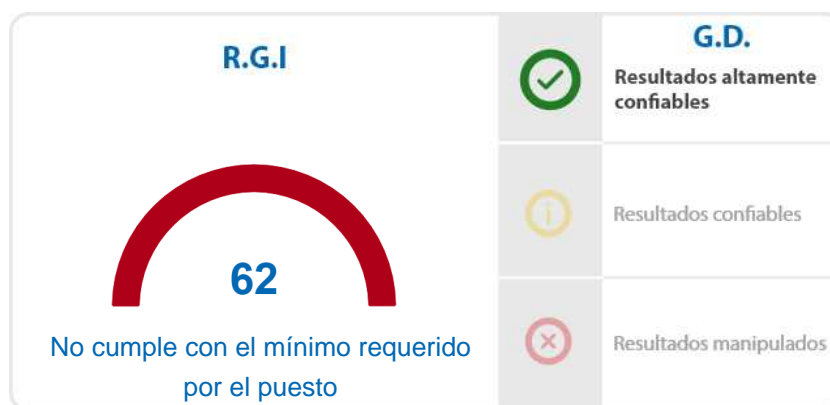 R.G.I
62
No cumple con el mínimo requerido
por el puesto
G.D.
Resultados altamente
confiables
Resultados confiables
Resultados manipulados